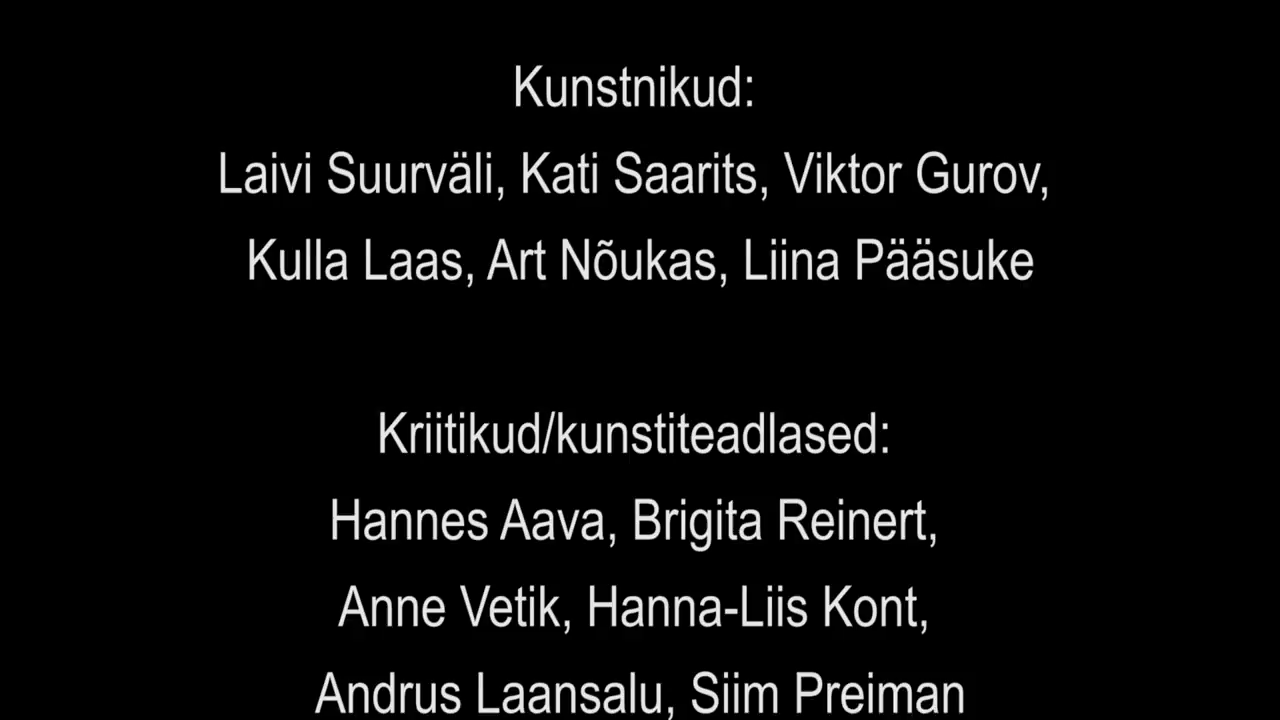 Kunstnikud:
Laivi Suurväli, Kati Saarits, Viktor Gurov,
Kulla Laas, Art Nõukas, Liina Pääsuke
Kriitikud/kunstiteadlased:
Hannes Aava, Brigita Reinert,
Anne Vetik, Hanna-Liis Kont,
Andrus Laansalu, Siim Preiman